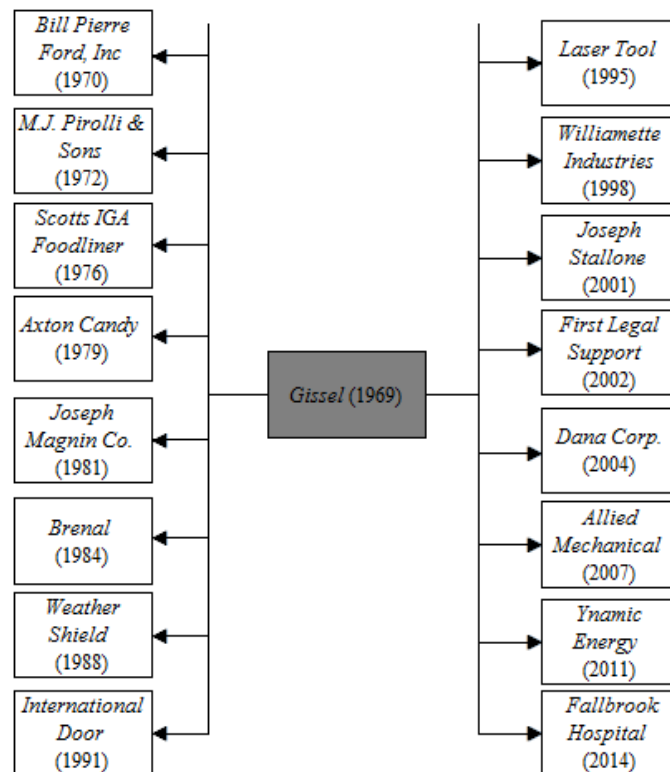 Bill Pierre
Ford, Inc
(1970)
M.J. Pirolli &
Sons
(1972)
Scotts IGA
Foodliner
(1976)
Axton Candy
(1979)
Joseph
Magnin Co.
(1981)
Brenal
(1984)
Weather
Shield
(1988)
International
Door
(1991)
Gissel (1969)
Laser Tool
(1995)
Williamette
Industries
(1998)
Joseph
Stallone
(2001)
First Legal
Support
(2002)
Dana Corp.
(2004)
Allied
Mechanical
(2007)
Ynamic
Energy
(2011)
Fallbrook
Hospital
(2014)